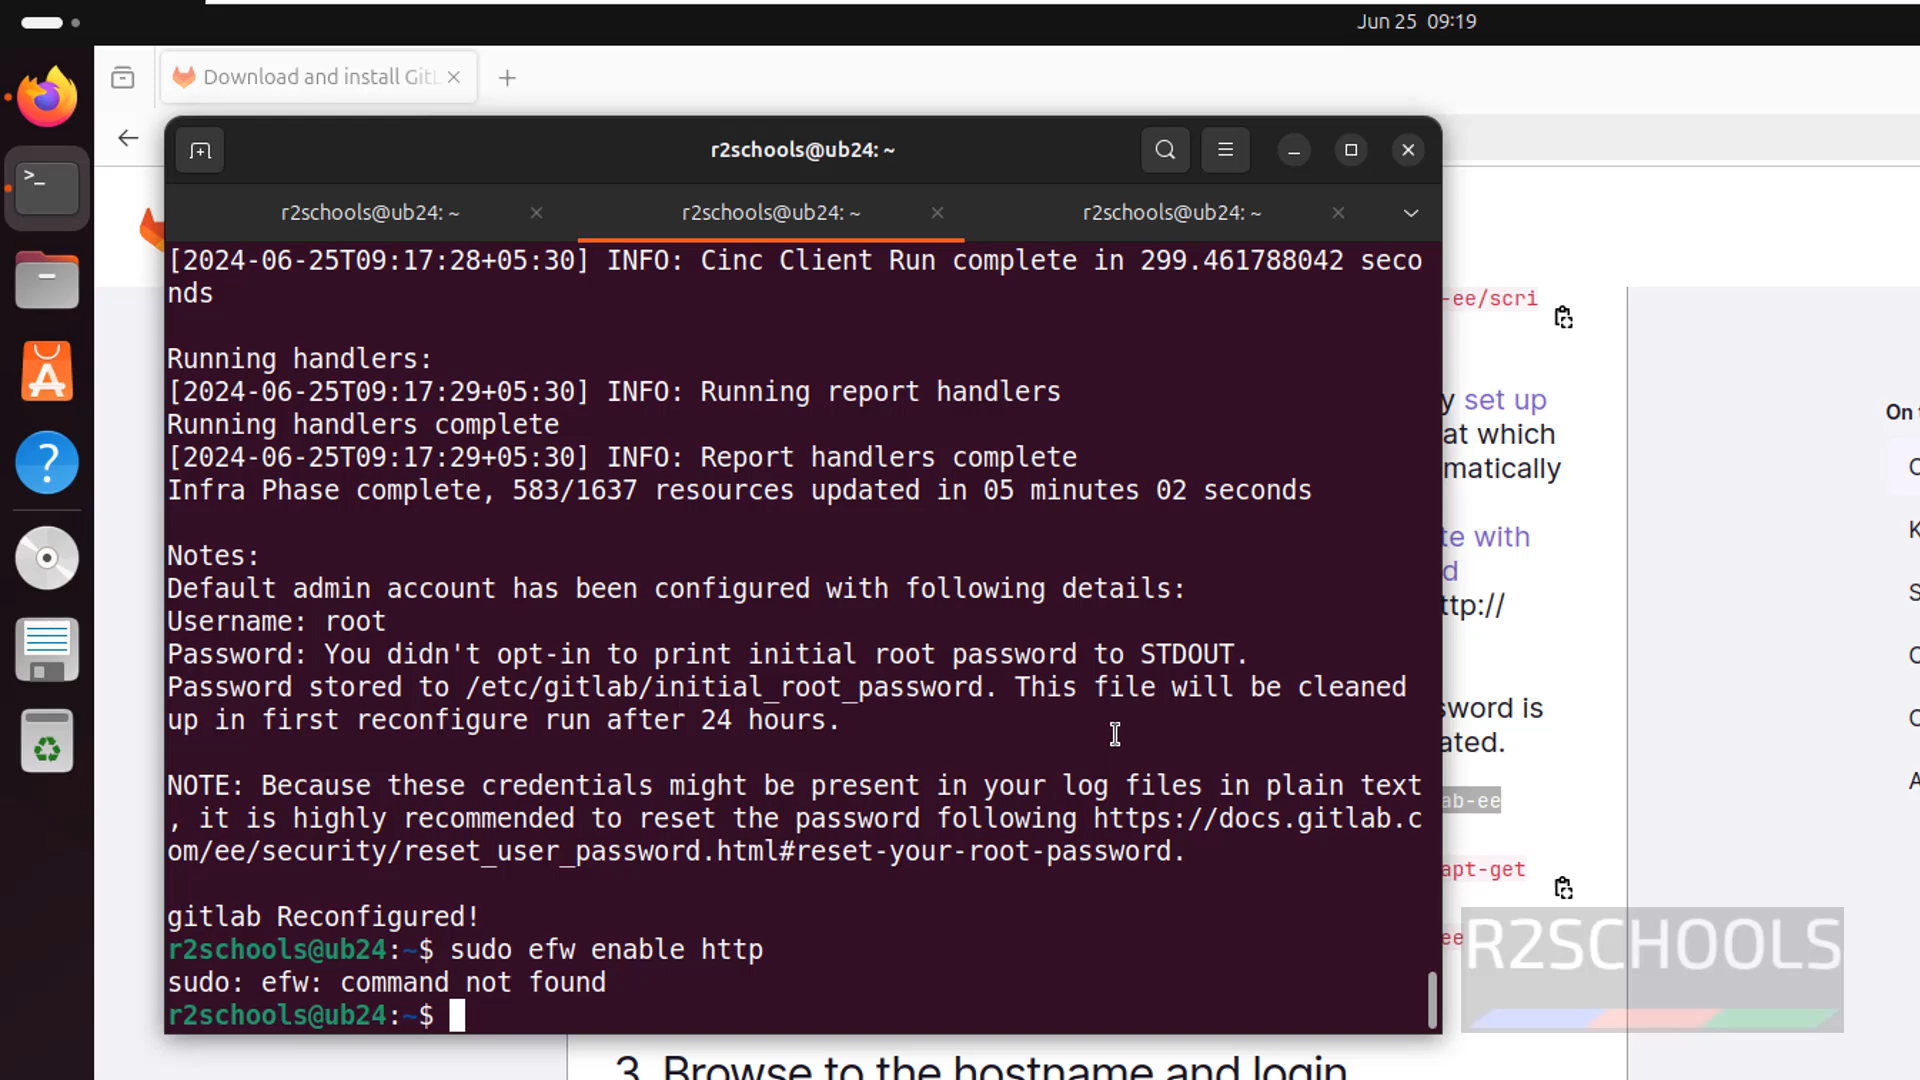 Jun 25 09:19
Download and install Git
r2schools@ub24: ~
r2schools@ub24: ~
r2schools@ub24: ~
r2schools@ub24: ~
[2024-06-25T09:17:28+05:30] INFO: Cinc Client Run complete in 299.461788042 seco
nds
Running handlers:
[2024-06-25T09:17:29+05:30] INFO: Running report handlers
Running handlers complete
[2024-06-25T09:17:29+05:30] INFO: Report handlers complete
Infra Phase complete, 583/1637 resources updated in 05 minutes 02 seconds
Notes:
Default admin account has been configured with following details:
Username: root
Password: You didn't opt-in to print initial root password to STDOUT.
Password stored to /etc/gitlab/initial_root_password. This file will be cleaned
up in first reconfigure run after 24 hours.
NOTE: Because these credentials might be present in your log files in plain text
, it is highly recommended to reset the password following https://docs.gitlab.c
om/ee/security/reset_user_password.html#reset-your-root-password.
gitlab Reconfigured!
r2schools@ub24:~$ sudo efw enable http
sudo: efw: command not found
r2schools@ub24:~$
-ee/scri
y set up
at which
matically
te with
d
ttp://
sword is
ated.
ab-ee
apt-get
ee
On
R2SCHOOLS
3. Browse to the hostname and login